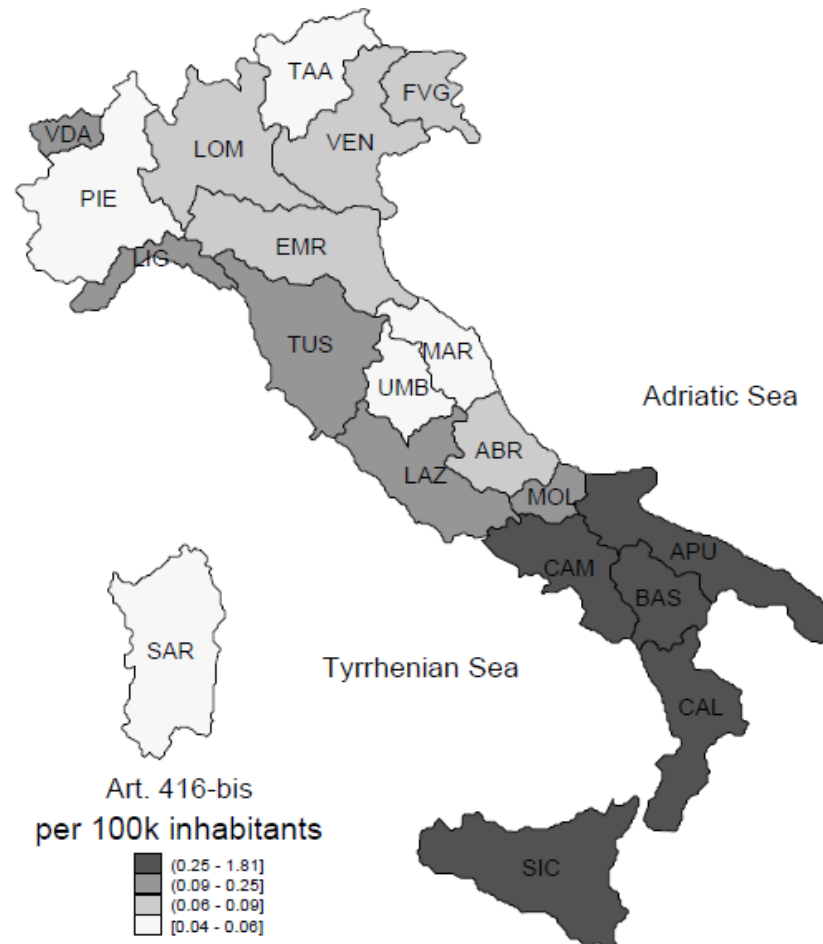 TAA
FVG
VDA
LOM
VEN
PIE
EMR
LIG
TUS
MAR
UMB
Adriatic Sea
ABR
LAZ
MOL
APU
CAM
BAS
SAR
Tyrrhenian Sea
CAL
Art. 416-bis
per 100k inhabitants
SIC
(0.25 - 1.81]
(0.09 - 0.25]
(0.06 - 0.09]
[0.04 - 0.06]